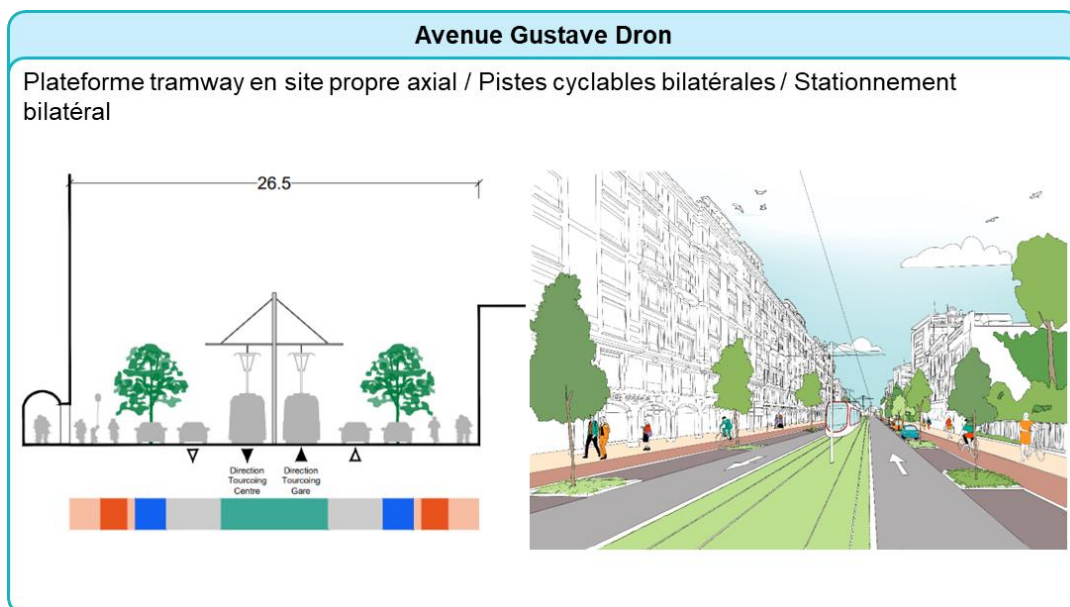 Avenue Gustave Dron
Plateforme tramway en site propre axial / Pistes cyclables bilatérales / Stationnement
bilatéral
26.5
Direction
Tourcoing
Centre
Direction
Tourcoing
Gare